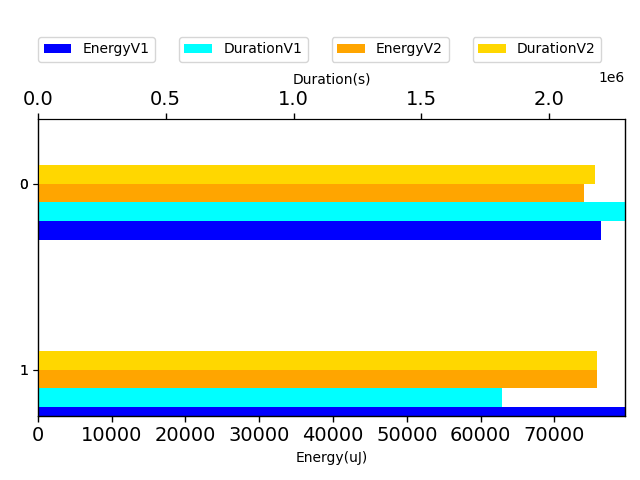 EnergyV1 DurationV1 EnergyV2 DurationV2
Duration(s)
1e6
0.0 0.5 1.0 1.5 2.0
0
1
0 10000 20000 30000 40000 50000 60000 70000
Energy(uJ)